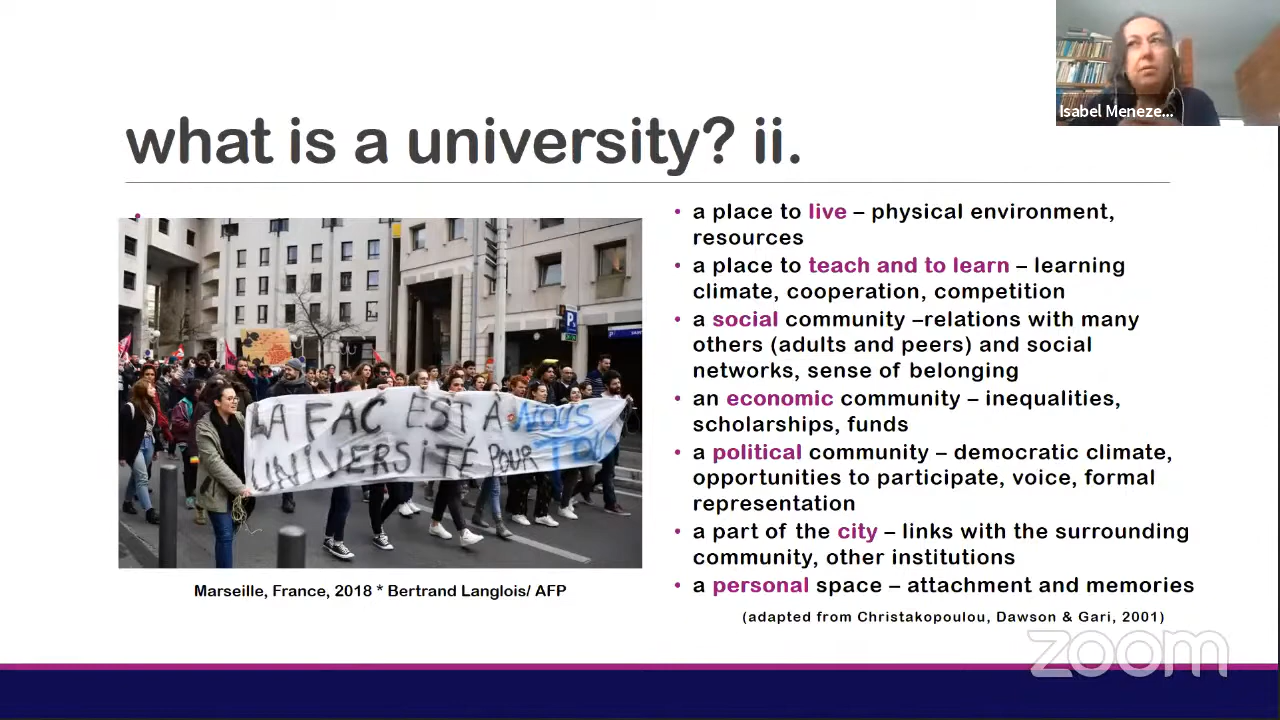 Isabel Meneze...
what is a university? ii.
LA FAC EST À NOUS
UNIVERSITÉ POUR TOUS
P
Marseille, France, 2018 * Bertrand Langlois/ AFP
• a place to live – physical environment,
resources
• a place to teach and to learn – learning
climate, cooperation, competition
• a social community –relations with many
others (adults and peers) and social
networks, sense of belonging
• an economic community – inequalities,
scholarships, funds
• a political community – democratic climate,
opportunities to participate, voice, formal
representation
• a part of the city – links with the surrounding
community, other institutions
• a personal space – attachment and memories
(adapted from Christakopoulou, Dawson & Gari, 2001)
zoom